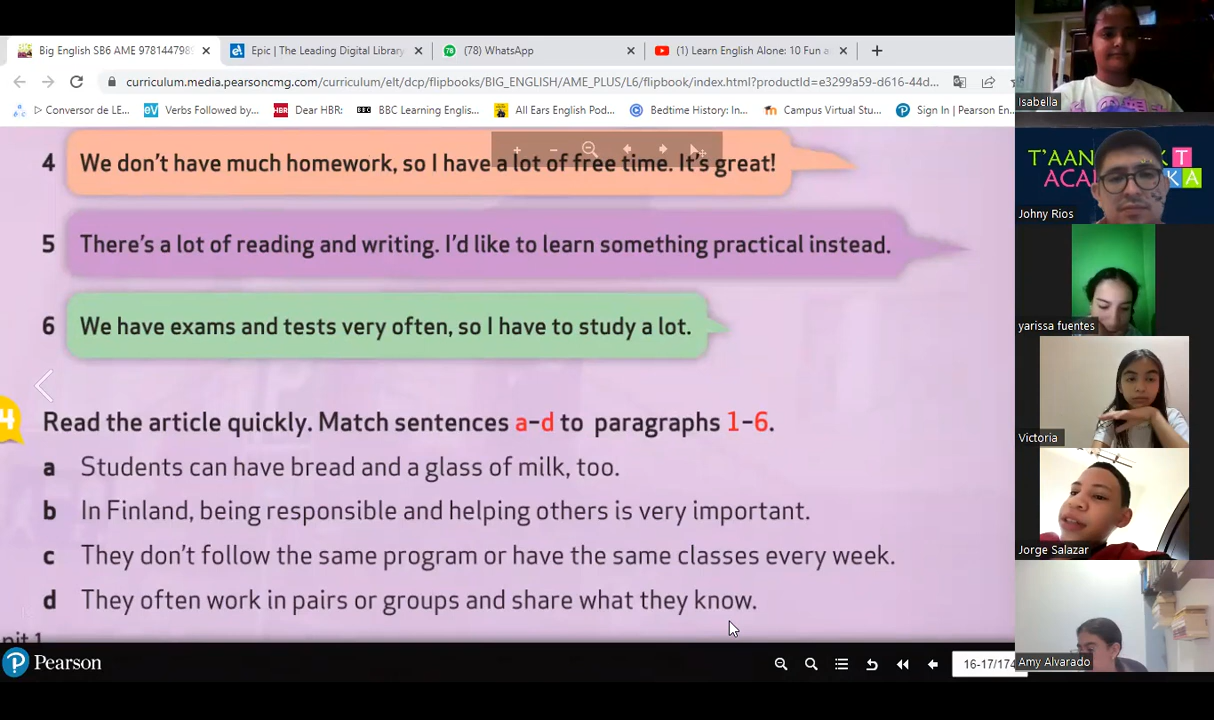 Big English SB6 AME 978144798
Epic | The Leading Digital Library
(78) WhatsApp
(1) Learn English Alone: 10 Fun a
curriculum.media.pearsoncmg.com/curriculum/elt/dcp/flipbooks/BIG_ENGLISH/AME_PLUS/L6/flipbook/index.html?productId=e3299a59-d616-44d...
▷ Conversor de LE...
Verbs Followed by...
Dear HBR:
BBC Learning Englis...
All Ears English Pod...
Bedtime History: In...
Campus Virtual Stu...
Sign In | Pearson En...
4 We don't have much homework, so I have a lot of free time. It's great!
5 There's a lot of reading and writing. I'd like to learn something practical instead.
6 We have exams and tests very often, so I have to study a lot.
4 Read the article quickly. Match sentences a–d to paragraphs 1–6.
a Students can have bread and a glass of milk, too.
b In Finland, being responsible and helping others is very important.
c They don't follow the same program or have the same classes every week.
d They often work in pairs or groups and share what they know.
nit 1
Pearson
16-17/174
Isabella
T'AAN
ACA
Johny Rios
yarissa fuentes
Victoria
Jorge Salazar
Amy Alvarado